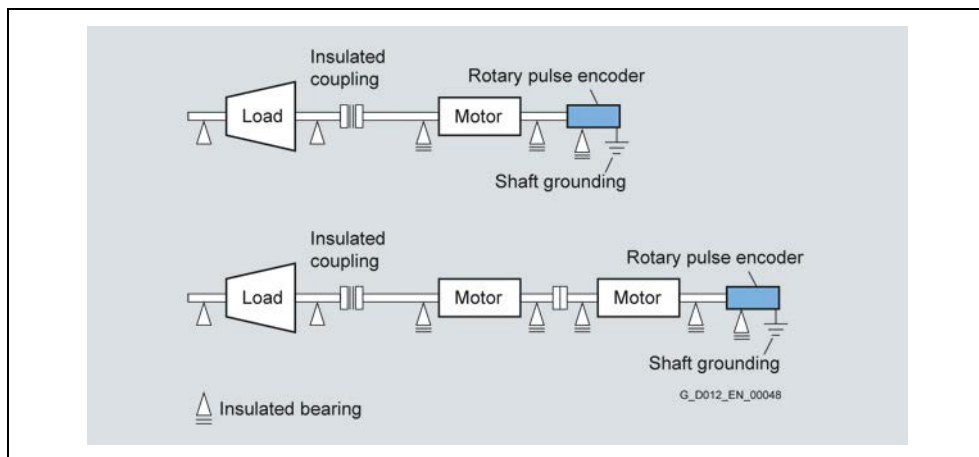 Insulated
coupling
Rotary pulse encoder
Load
Motor
Shaft grounding
Insulated
coupling
Rotary pulse encoder
Load
Motor
Motor
Shaft grounding
G_D012_EN_00048
Insulated bearing